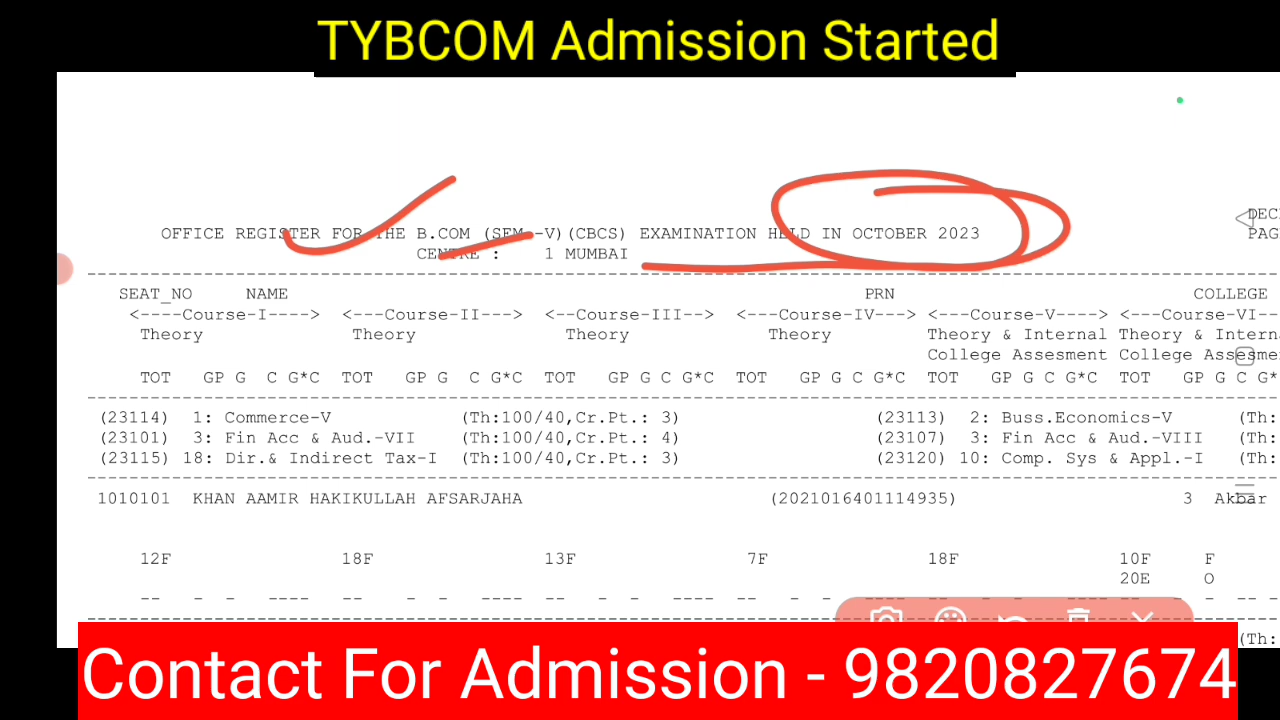 TYBCOM Admission Started
DECL
OFFICE REGISTER FOR THE B.COM (SEM.-V)(CBCS) EXAMINATION HELD IN OCTOBER 2023 PAG
CENTRE : 1 MUMBAI
SEAT_NO NAME PRN COLLEGE
<----Course-I----> <---Course-II---> <--Course-III--> <---Course-IV---> <---Course-V----> <---Course-VI--
Theory Theory Theory Theory Theory & Internal Theory & Intern
College Assesment College Assesme
TOT GP G C G*C TOT GP G C G*C TOT GP G C G*C TOT GP G C G*C TOT GP G C G*C TOT GP G C G*
(23114) 1: Commerce-V (Th:100/40,Cr.Pt.: 3) (23113) 2: Buss.Economics-V (Th:
(23101) 3: Fin Acc & Aud.-VII (Th:100/40,Cr.Pt.: 4) (23107) 3: Fin Acc & Aud.-VIII (Th:
(23115) 18: Dir.& Indirect Tax-I (Th:100/40,Cr.Pt.: 3) (23120) 10: Comp. Sys & Appl.-I (Th:
1010101 KHAN AAMIR HAKIKULLAH AFSARJAHA (2021016401114935) 3 Akbar
12F 18F 13F 7F 18F 10F F
20E O
-- - - ---- -- - - ---- -- - - ---- -- - - ---- -- - - ---- -- - - -- -
(Th:
Contact For Admission - 9820827674